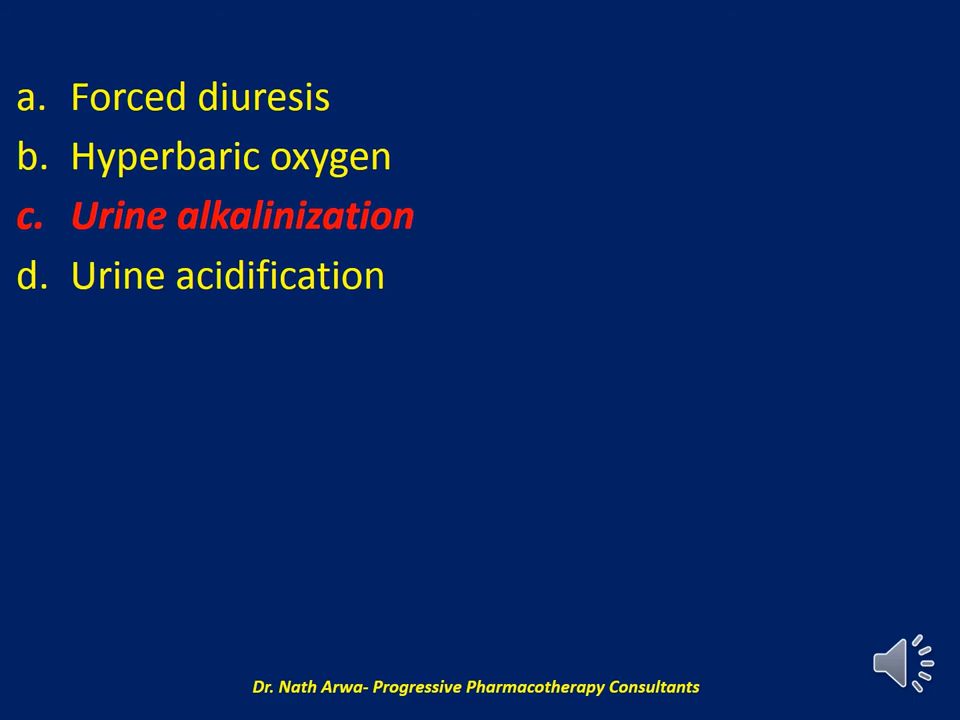 a. Forced diuresis
b. Hyperbaric oxygen
c. Urine alkalinization
d. Urine acidification
Dr. Nath Arwa- Progressive Pharmacotherapy Consultants